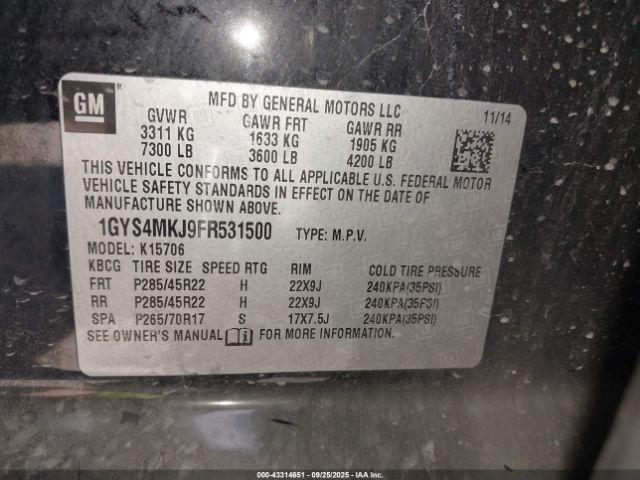 GM
MFD BY GENERAL MOTORS LLC
11/14
GVWR GAWR FRT GAWR RR
3311 KG 1633 KG 1905 KG
7300 LB 3600 LB 4200 LB
THIS VEHICLE CONFORMS TO ALL APPLICABLE U.S. FEDERAL MOTOR
VEHICLE SAFETY STANDARDS IN EFFECT ON THE DATE OF
MANUFACTURE SHOWN ABOVE.
1GYS4MKJ9FR531500 TYPE: M.P.V.
MODEL: K15706
KBCG TIRE SIZE SPEED RTG RIM COLD TIRE PRESSURE
FRT P285/45R22 H 22X9J 240KPA(35PSI)
RR P285/45R22 H 22X9J 240KPA(35PSI)
SPA P265/70R17 S 17X7.5J 240KPA(35PSI)
SEE OWNER'S MANUAL FOR MORE INFORMATION.
000-43314651 - 09/25/2025 - www.iaai.com